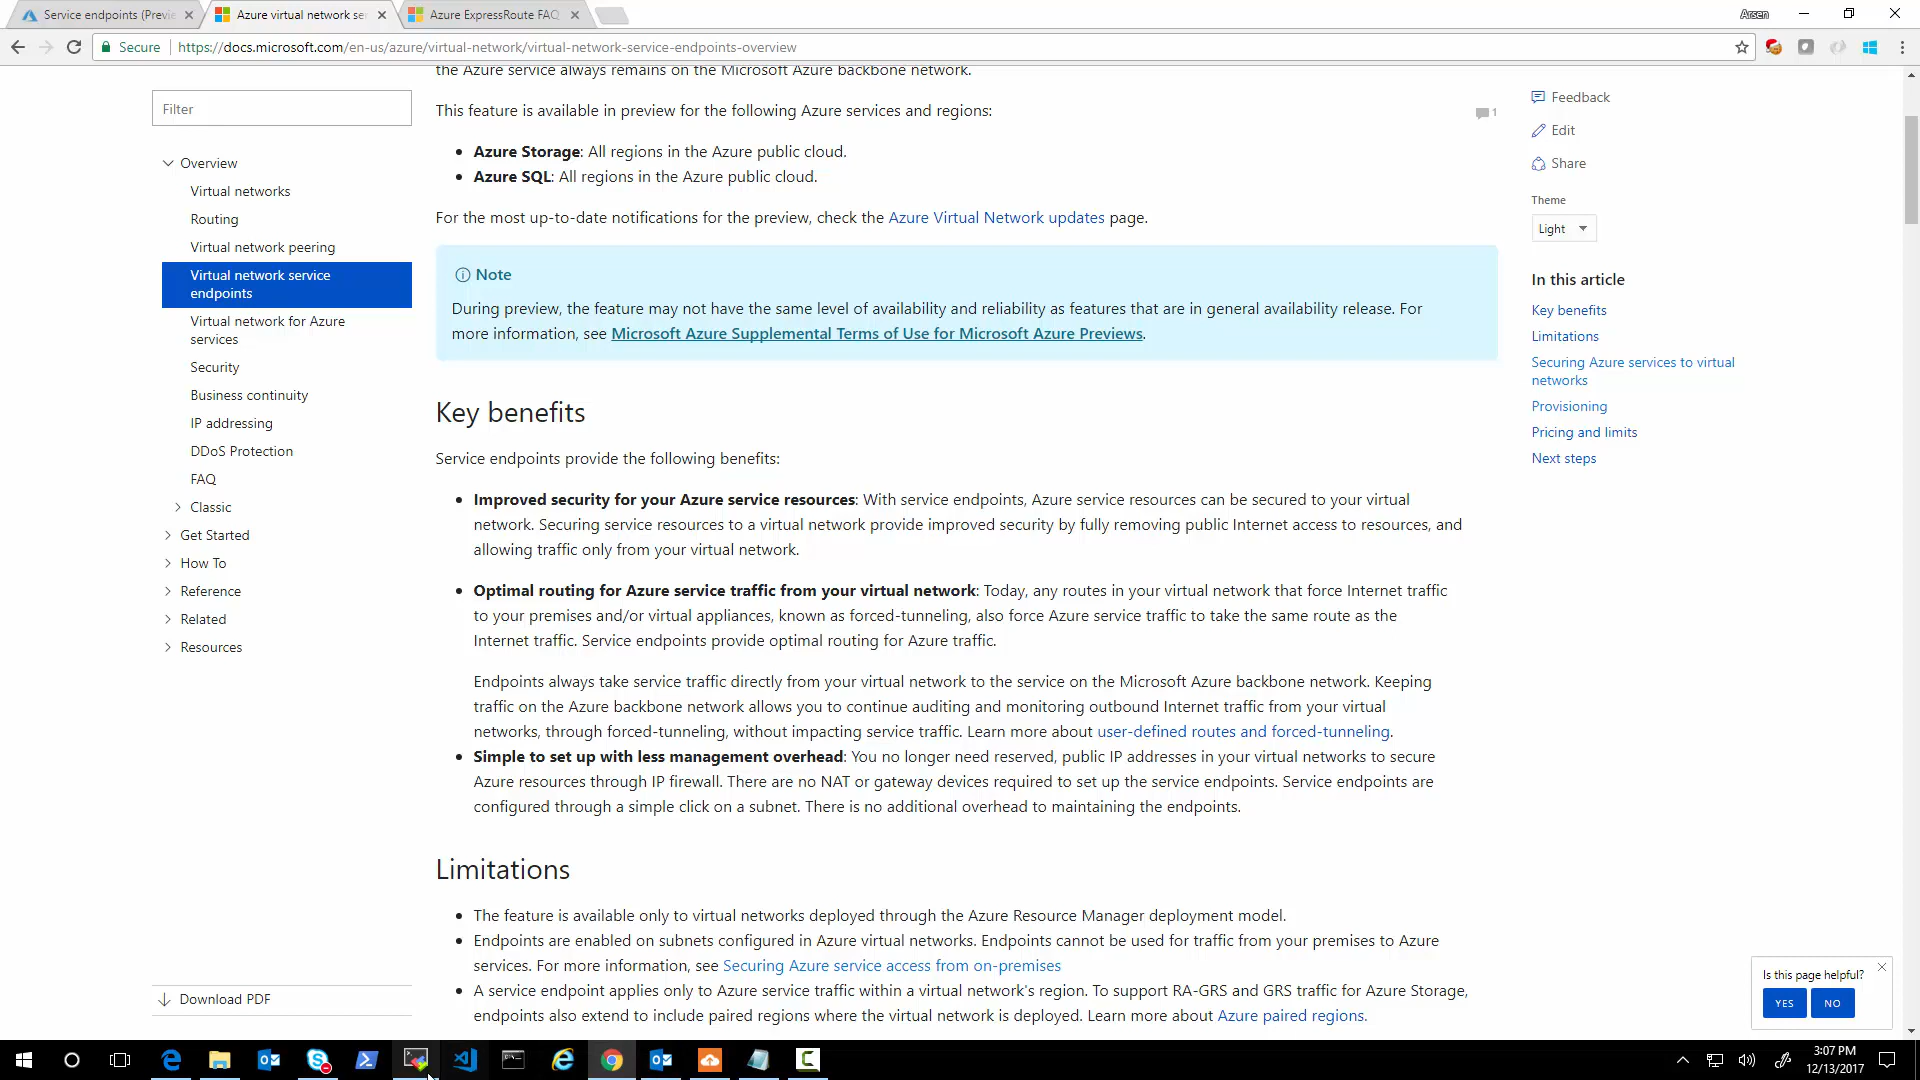 Service endpoints (Previe
Azure virtual network se
Azure ExpressRoute FAQ
Arsen
Secure
https://docs.microsoft.com/en-us/azure/virtual-network/virtual-network-service-endpoints-overview
Filter
Overview
Virtual networks
Routing
Virtual network peering
Virtual network service
endpoints
Virtual network for Azure
services
Security
Business continuity
IP addressing
DDoS Protection
FAQ
Classic
Get Started
How To
Reference
Related
Resources
Download PDF
the Azure service always remains on the Microsoft Azure backbone network.
This feature is available in preview for the following Azure services and regions:
1
• Azure Storage: All regions in the Azure public cloud.
• Azure SQL: All regions in the Azure public cloud.
For the most up-to-date notifications for the preview, check the Azure Virtual Network updates page.
Note
During preview, the feature may not have the same level of availability and reliability as features that are in general availability release. For
more information, see Microsoft Azure Supplemental Terms of Use for Microsoft Azure Previews.
Key benefits
Service endpoints provide the following benefits:
• Improved security for your Azure service resources: With service endpoints, Azure service resources can be secured to your virtual
network. Securing service resources to a virtual network provide improved security by fully removing public Internet access to resources, and
allowing traffic only from your virtual network.
• Optimal routing for Azure service traffic from your virtual network: Today, any routes in your virtual network that force Internet traffic
to your premises and/or virtual appliances, known as forced-tunneling, also force Azure service traffic to take the same route as the
Internet traffic. Service endpoints provide optimal routing for Azure traffic.
Endpoints always take service traffic directly from your virtual network to the service on the Microsoft Azure backbone network. Keeping
traffic on the Azure backbone network allows you to continue auditing and monitoring outbound Internet traffic from your virtual
networks, through forced-tunneling, without impacting service traffic. Learn more about user-defined routes and forced-tunneling.
• Simple to set up with less management overhead: You no longer need reserved, public IP addresses in your virtual networks to secure
Azure resources through IP firewall. There are no NAT or gateway devices required to set up the service endpoints. Service endpoints are
configured through a simple click on a subnet. There is no additional overhead to maintaining the endpoints.
Limitations
• The feature is available only to virtual networks deployed through the Azure Resource Manager deployment model.
• Endpoints are enabled on subnets configured in Azure virtual networks. Endpoints cannot be used for traffic from your premises to Azure
services. For more information, see Securing Azure service access from on-premises
• A service endpoint applies only to Azure service traffic within a virtual network's region. To support RA-GRS and GRS traffic for Azure Storage,
endpoints also extend to include paired regions where the virtual network is deployed. Learn more about Azure paired regions.
Feedback
Edit
Share
Theme
Light
In this article
Key benefits
Limitations
Securing Azure services to virtual
networks
Provisioning
Pricing and limits
Next steps
Is this page helpful?
YES
NO
3:07 PM
12/13/2017